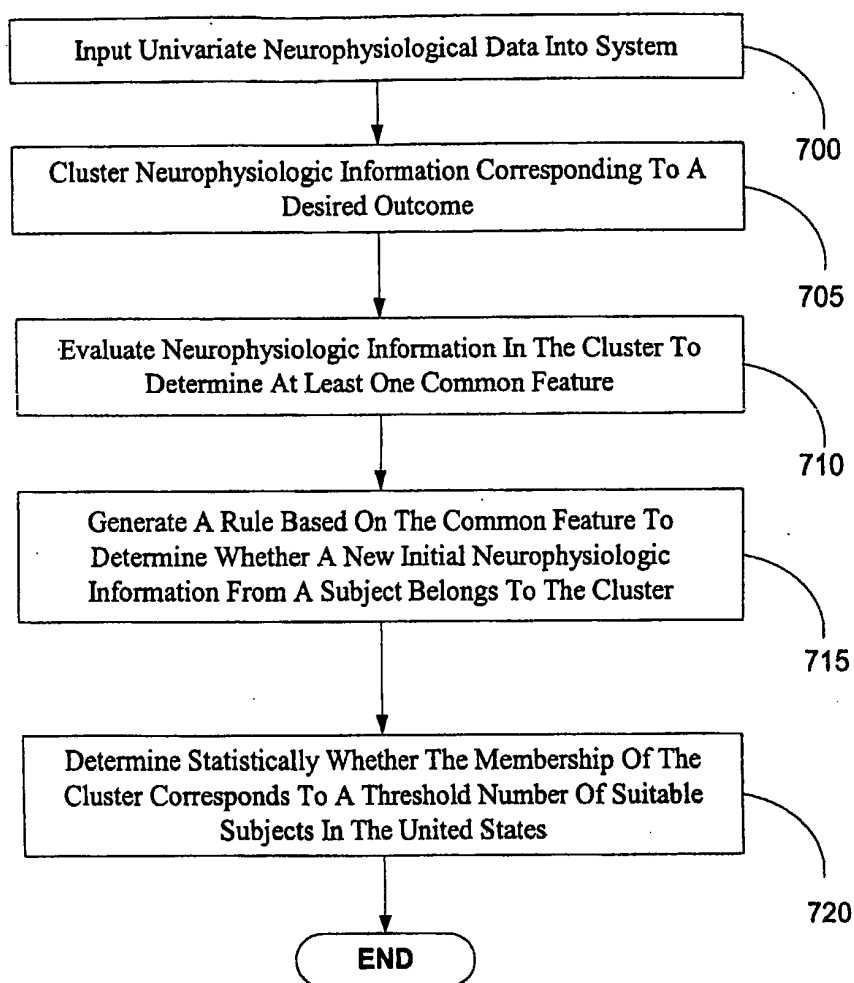 Input Univariate Neurophysiological Data Into System
700
Cluster Neurophysiologic Information Corresponding To A
Desired Outcome
705
Evaluate Neurophysiologic Information In The Cluster To
Determine At Least One Common Feature
710
Generate A Rule Based On The Common Feature To
Determine Whether A New Initial Neurophysiologic
Information From A Subject Belongs To The Cluster
715
Determine Statistically Whether The Membership Of The
Cluster Corresponds To A Threshold Number Of Suitable
Subjects In The United States
720
END